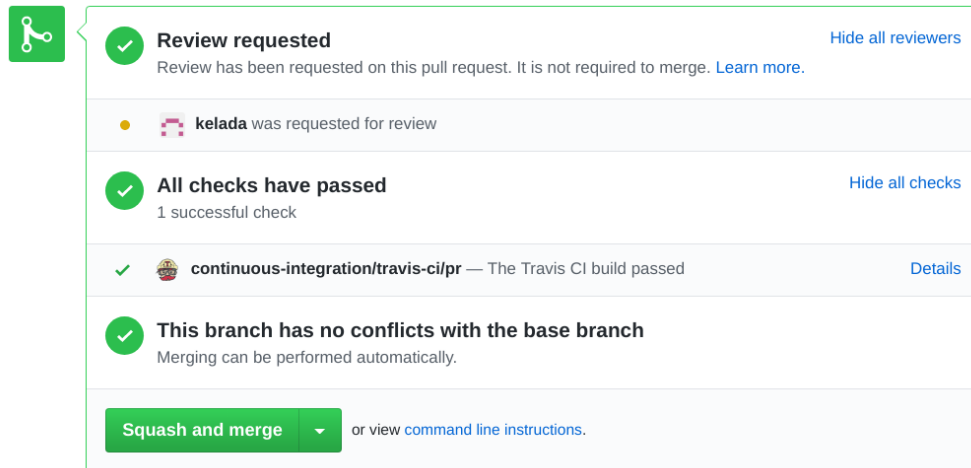 Review requested
Hide all reviewers
Review has been requested on this pull request. It is not required to merge. Learn more.
kelada was requested for review
All checks have passed
Hide all checks
1 successful check
continuous-integration/travis-ci/pr — The Travis CI build passed
Details
This branch has no conflicts with the base branch
Merging can be performed automatically.
Squash and merge
or view command line instructions.